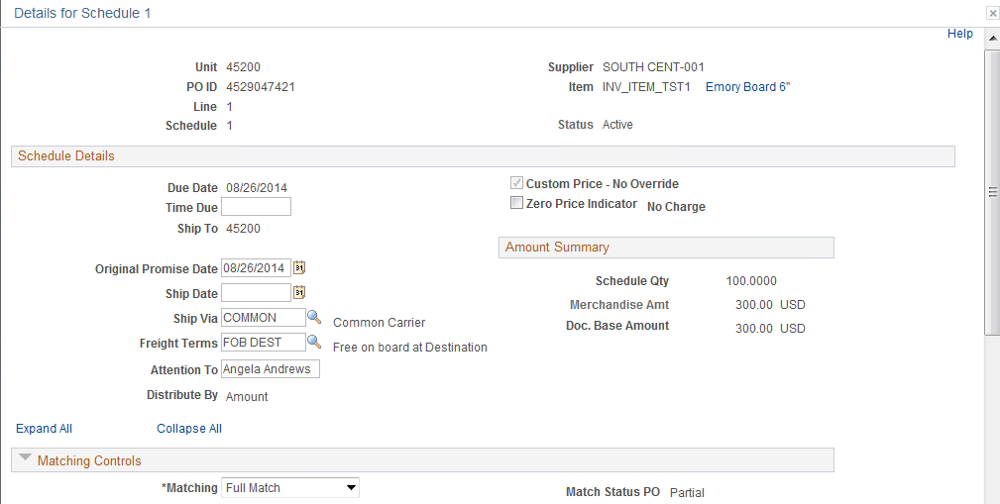 Details for Schedule 1
Help
Unit 45200 Supplier SOUTH CENT-001
PO ID 4529047421 Item INV_ITEM_TST1 Emory Board 6"
Line 1
Schedule 1 Status Active
Schedule Details
Due Date 08/26/2014 Custom Price - No Override
Time Due Zero Price Indicator No Charge
Ship To 45200
Amount Summary
Original Promise Date 08/26/2014 31
Schedule Qty 100.0000
Ship Date 31
Merchandise Amt 300.00 USD
Ship Via COMMON Common Carrier
Doc. Base Amount 300.00 USD
Freight Terms FOB DEST Free on board at Destination
Attention To Angela Andrews
Distribute By Amount
Expand All Collapse All
Matching Controls
*Matching Full Match Match Status PO Partial